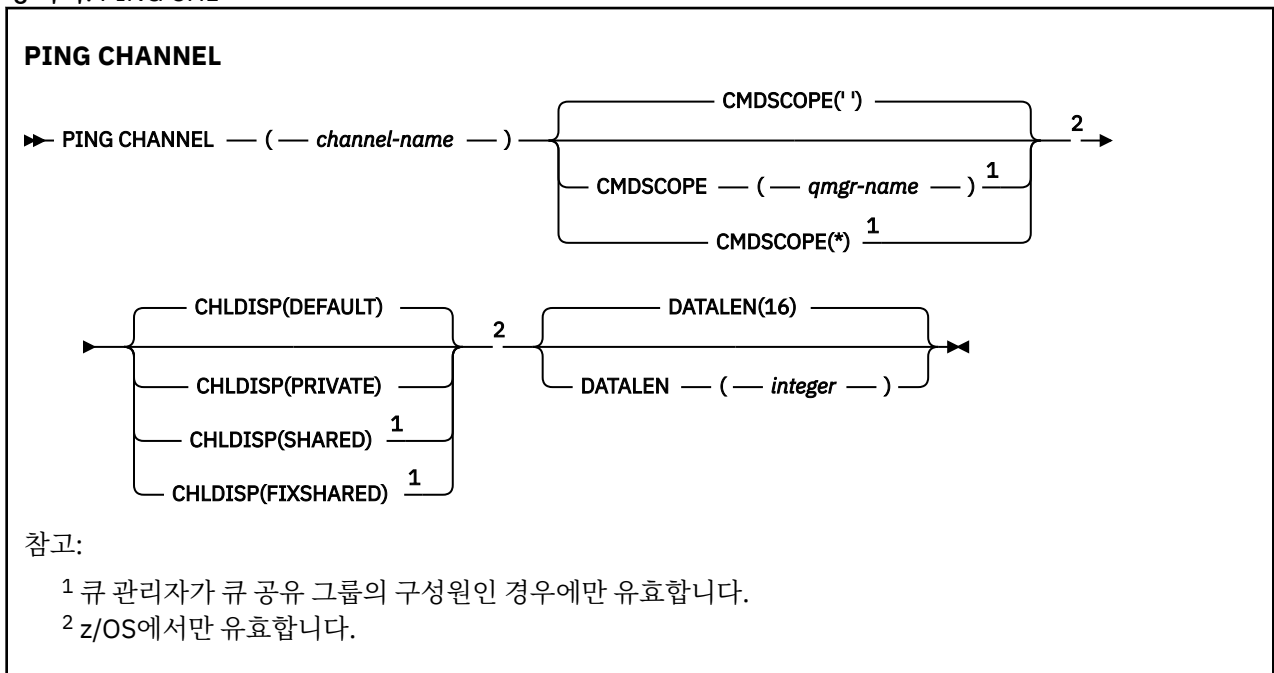 PING CHANNEL
CMDSCOPE(' ')
PING CHANNEL ( channel-name ) 2
CMDSCOPE ( qmgr-name ) 1
CMDSCOPE(*) 1
CHLDISP(DEFAULT) DATALEN(16)
2
CHLDISP(PRIVATE) DATALEN ( integer )
CHLDISP(SHARED) 1
CHLDISP(FIXSHARED) 1
참고:
1 큐 관리자가 큐 공유 그룹의 구성원인 경우에만 유효합니다.
2 z/OS에서만 유효합니다.